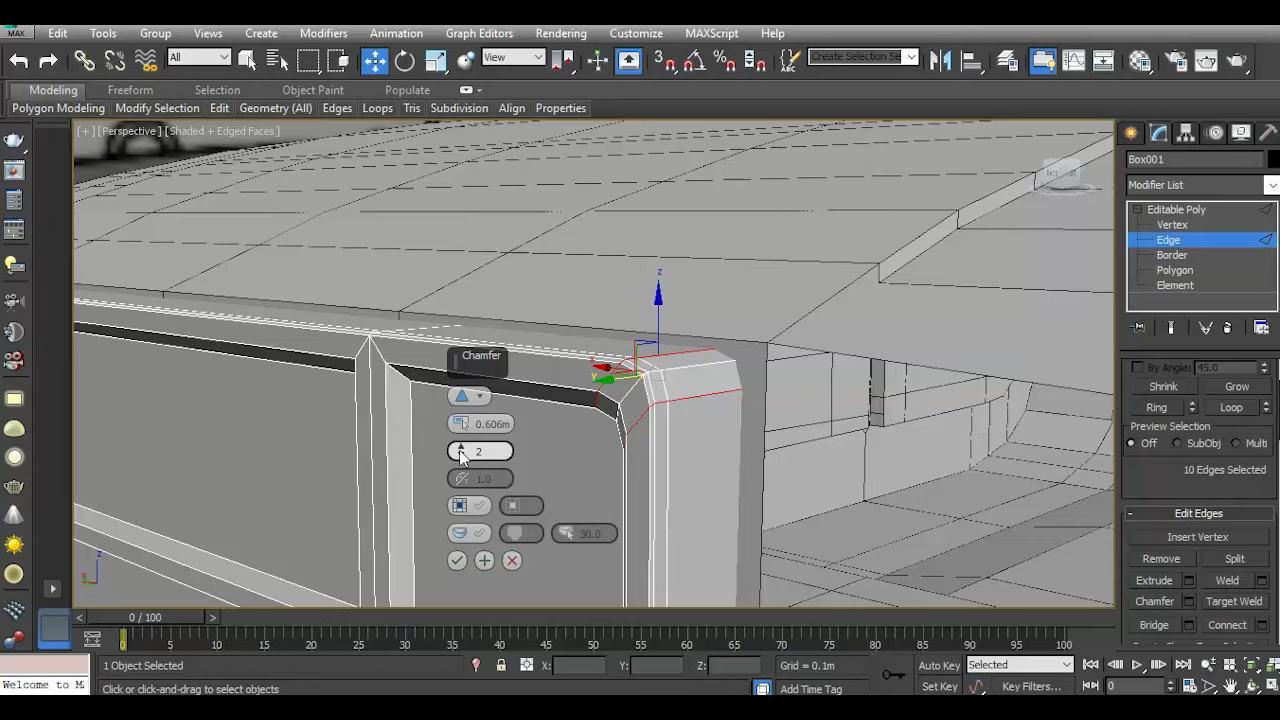 MAX Edit Tools Group Views Create Modifiers Animation Graph Editors Rendering Customize MAXScript Help
All View Create Selection Se
Modeling Freeform Selection Object Paint Populate
Polygon Modeling Modify Selection Edit Geometry (All) Edges Loops Tris Subdivision Align Properties
[ + ] [Perspective ] [Shaded + Edged Faces ]
Box001
Modifier List
Editable Poly
Vertex
Edge
Border
Polygon
Element
By Angle: 45.0
Shrink Grow
Ring Loop
Preview Selection
Off SubObj Multi
10 Edges Selected
Edit Edges
Insert Vertex
Remove Split
Extrude Weld
Chamfer Target Weld
Bridge Connect
z
x
y
Chamfer
0.606m
2
1.0
30.0
z
x
0 / 100
0 5 10 15 20 25 30 35 40 45 50 55 60 65 70 75 80 85 90 95 100
1 Object Selected X: Y: Z: Grid = 0.1m Auto Key Selected
Welcome to M
Click or click-and-drag to select objects Add Time Tag Set Key Key Filters... 0